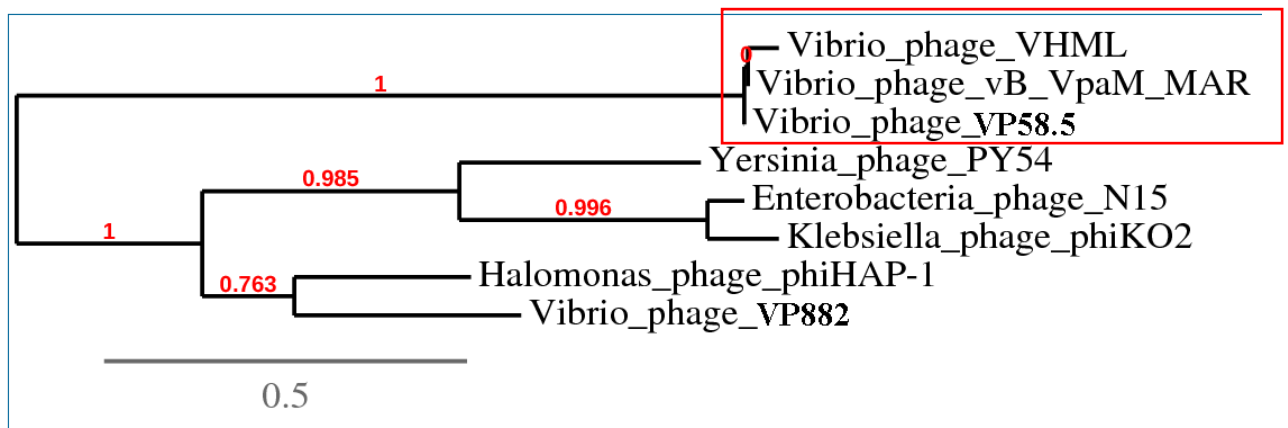 Vibrio_phage_VHML
0
1
Vibrio_phage_vB_VpaM_MAR
Vibrio_phage_VP58.5
Yersinia_phage_PY54
0.985
Enterobacteria_phage_N15
0.996
Klebsiella_phage_phiKO2
1
Halomonas_phage_phiHAP-1
0.763
Vibrio_phage_VP882
0.5